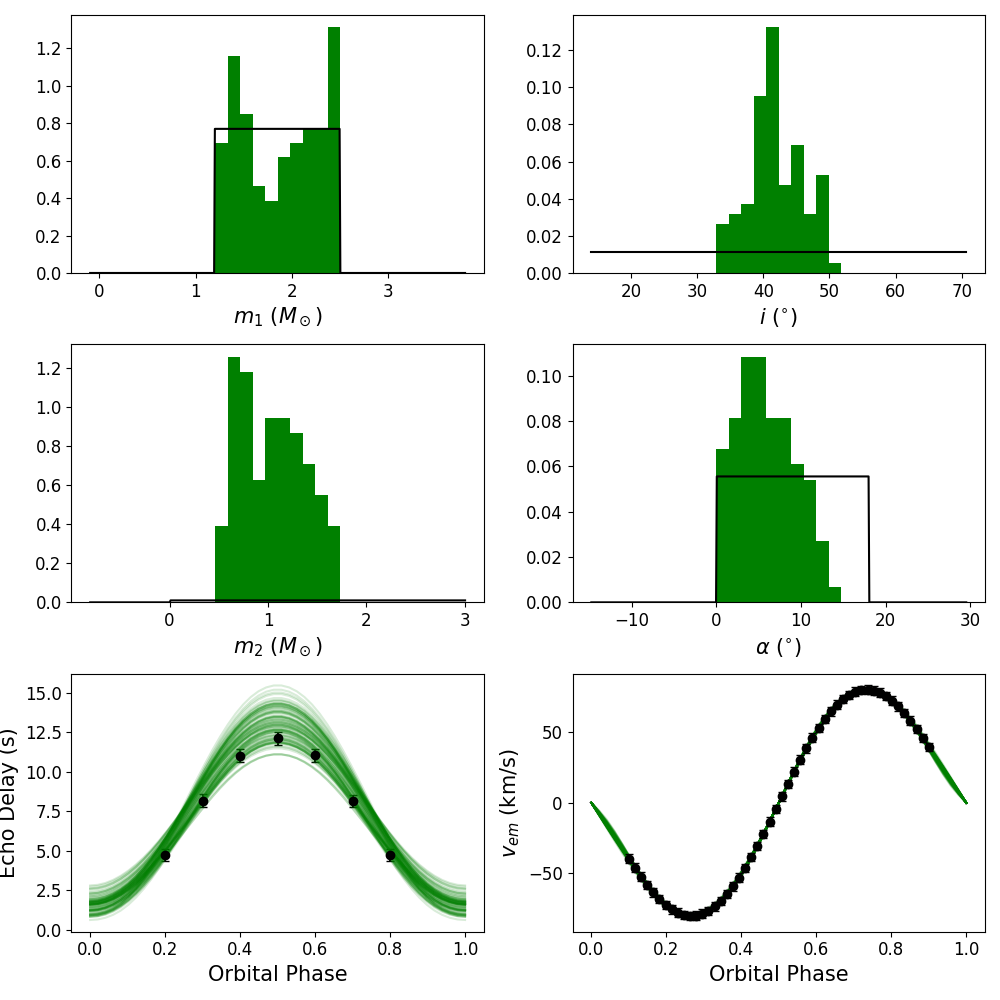 1.2
1.0
0.8
0.6
0.4
0.2
0.0
0 1 2 3
m₁ (M⊙)
0.12
0.10
0.08
0.06
0.04
0.02
0.00
20 30 40 50 60 70
i (°)
1.2
1.0
0.8
0.6
0.4
0.2
0.0
0 1 2 3
m₂ (M⊙)
0.10
0.08
0.06
0.04
0.02
0.00
−10 0 10 20 30
α (°)
Echo Delay (s)
15.0
12.5
10.0
7.5
5.0
2.5
0.0
0.0 0.2 0.4 0.6 0.8 1.0
Orbital Phase
v_em (km/s)
50
0
−50
0.0 0.2 0.4 0.6 0.8 1.0
Orbital Phase